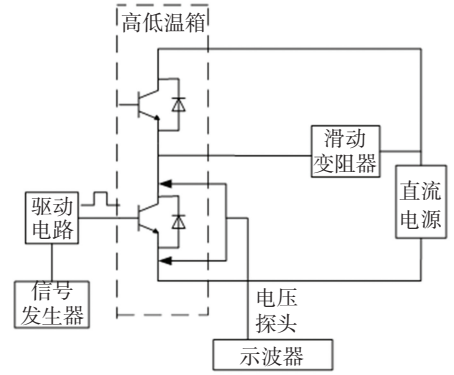 高低温箱
滑动
变阻器
直流
电源
驱动
电路
信号
发生器
电压
探头
示波器